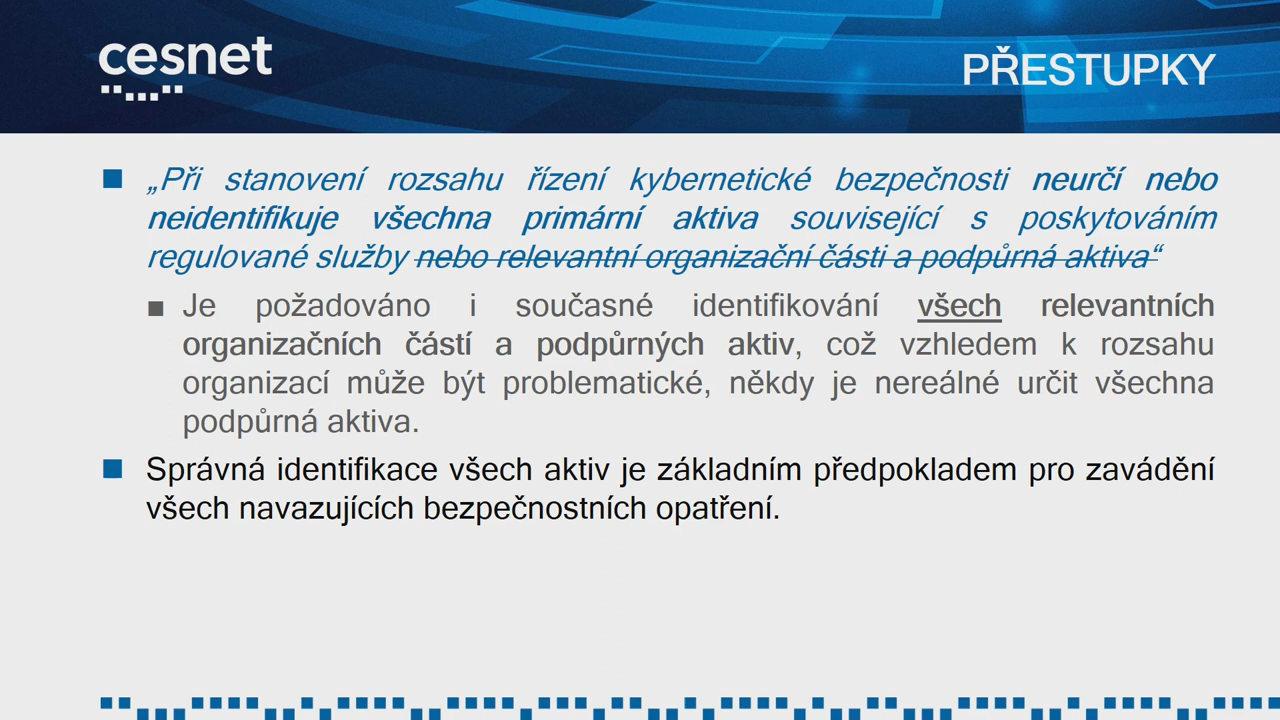 cesnet
PŘESTUPKY
„Při stanovení rozsahu řízení kybernetické bezpečnosti neurčí nebo
neidentifikuje všechna primární aktiva související s poskytováním
regulované služby nebo relevantní organizační části a podpůrná aktiva“
Je požadováno i současné identifikování všech relevantních
organizačních částí a podpůrných aktiv, což vzhledem k rozsahu
organizací může být problematické, někdy je nereálné určit všechna
podpůrná aktiva.
Správná identifikace všech aktiv je základním předpokladem pro zavádění
všech navazujících bezpečnostních opatření.